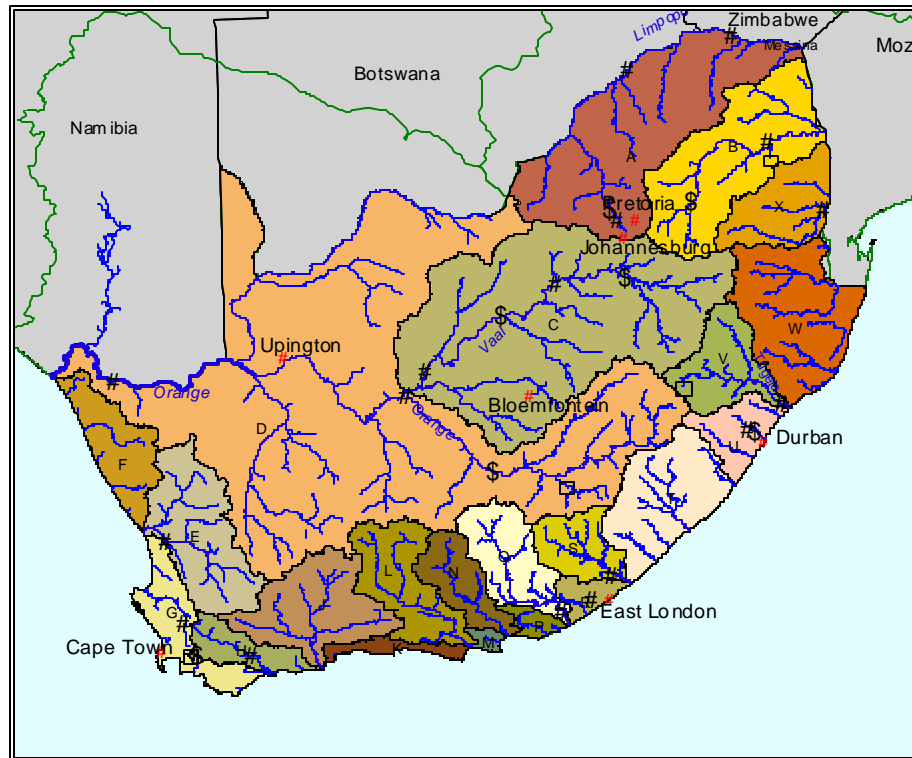 Zimbabwe
Limpopo
Messina
Moz
Botswana
Namibia
A
B
Pretoria
X
Johannesburg
C
W
Vaal
Upington
V
Orange
Orange
Bloemfontein
D
Durban
U
F
T
E
S
L
N
Q
R
East London
G
P
Cape Town
H
K
M